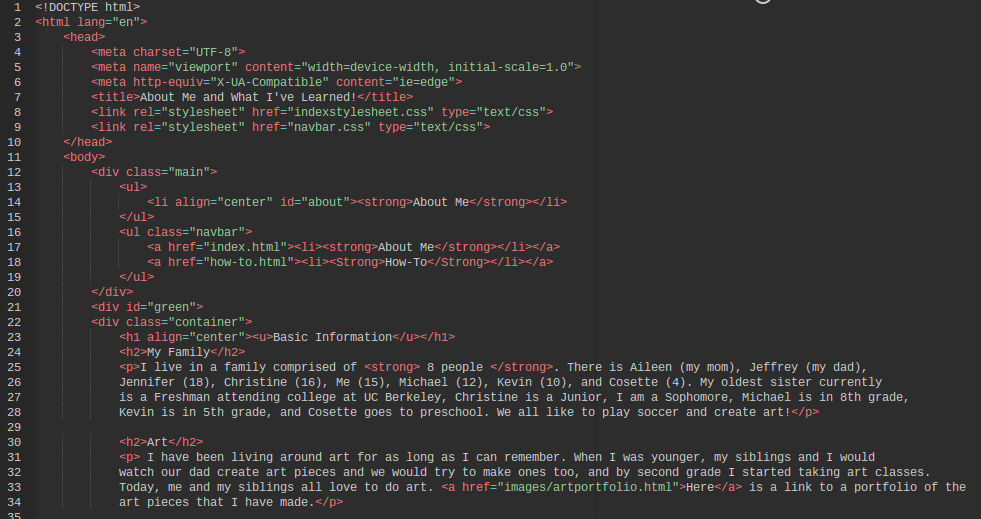 1 <!DOCTYPE html>
2 <html lang="en">
3 <head>
4 <meta charset="UTF-8">
5 <meta name="viewport" content="width=device-width, initial-scale=1.0">
6 <meta http-equiv="X-UA-Compatible" content="ie=edge">
7 <title>About Me and What I've Learned!</title>
8 <link rel="stylesheet" href="indexstylesheet.css" type="text/css">
9 <link rel="stylesheet" href="navbar.css" type="text/css">
10 </head>
11 <body>
12 <div class="main">
13 <ul>
14 <li align="center" id="about"><strong>About Me</strong></li>
15 </ul>
16 <ul class="navbar">
17 <a href="index.html"><li><strong>About Me</strong></li></a>
18 <a href="how-to.html"><li><Strong>How-To</Strong></li></a>
19 </ul>
20 </div>
21 <div id="green">
22 <div class="container">
23 <h1 align="center"><u>Basic Information</u></h1>
24 <h2>My Family</h2>
25 <p>I live in a family comprised of <strong> 8 people </strong>. There is Aileen (my mom), Jeffrey (my dad),
26 Jennifer (18), Christine (16), Me (15), Michael (12), Kevin (10), and Cosette (4). My oldest sister currently
27 is a Freshman attending college at UC Berkeley, Christine is a Junior, I am a Sophomore, Michael is in 8th grade,
28 Kevin is in 5th grade, and Cosette goes to preschool. We all like to play soccer and create art!</p>
29
30 <h2>Art</h2>
31 <p> I have been living around art for as long as I can remember. When I was younger, my siblings and I would
32 watch our dad create art pieces and we would try to make ones too, and by second grade I started taking art classes.
33 Today, me and my siblings all love to do art. <a href="images/artportfolio.html">Here</a> is a link to a portfolio of the
34 art pieces that I have made.</p>
35